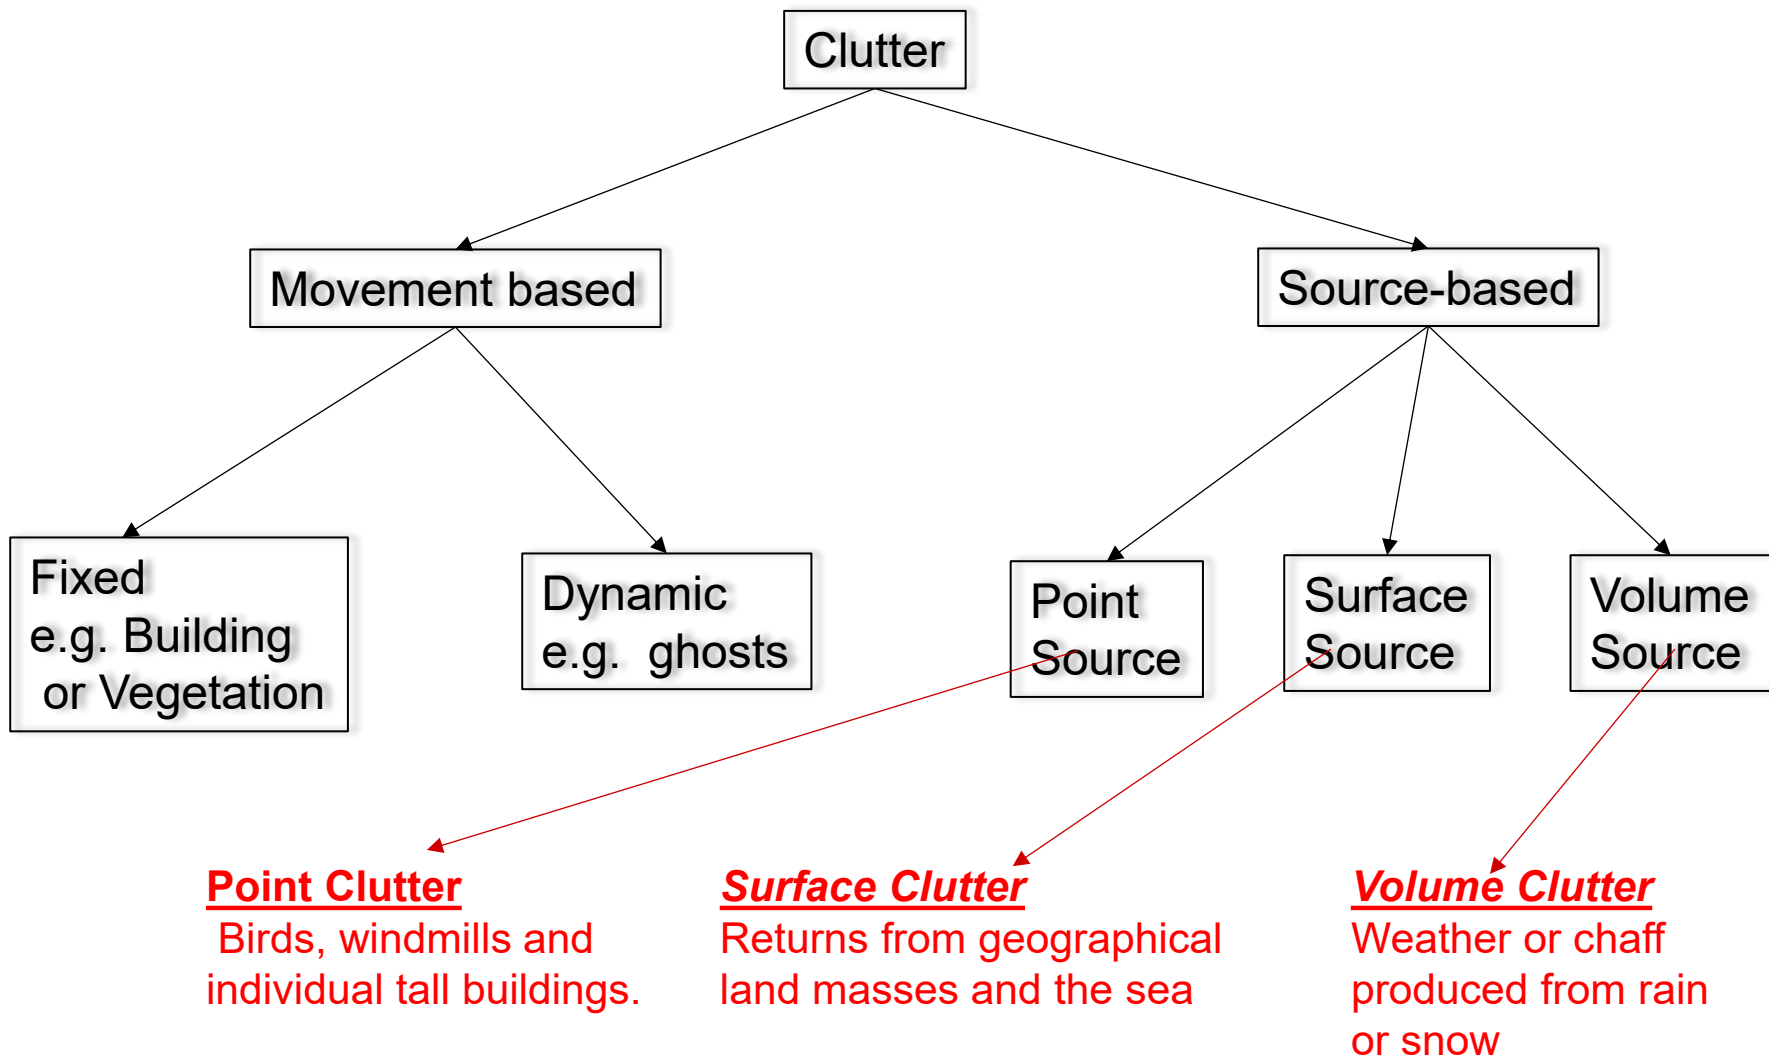 Clutter
Movement based
Source-based
Fixed
e.g. Building
or Vegetation
Dynamic
e.g. ghosts
Point
Source
Surface
Source
Volume
Source
Point Clutter
Birds, windmills and
individual tall buildings.
Surface Clutter
Returns from geographical
land masses and the sea
Volume Clutter
Weather or chaff
produced from rain
or snow